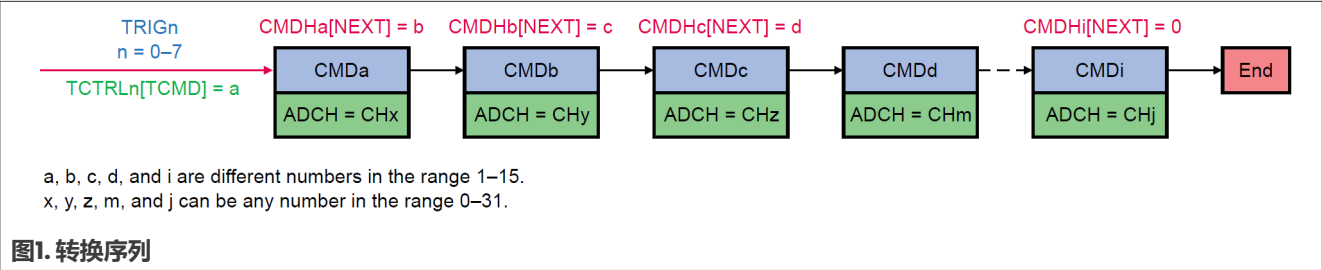 TRIGn
n = 0–7
TCTRLn[TCMD] = a
CMDHa[NEXT] = b
CMDHb[NEXT] = c
CMDHc[NEXT] = d
CMDHi[NEXT] = 0
CMDa
CMDb
CMDc
CMDd
CMDi
End
ADCH = CHx
ADCH = CHy
ADCH = CHz
ADCH = CHm
ADCH = CHj
a, b, c, d, and i are different numbers in the range 1–15.
x, y, z, m, and j can be any number in the range 0–31.
图1. 转换序列